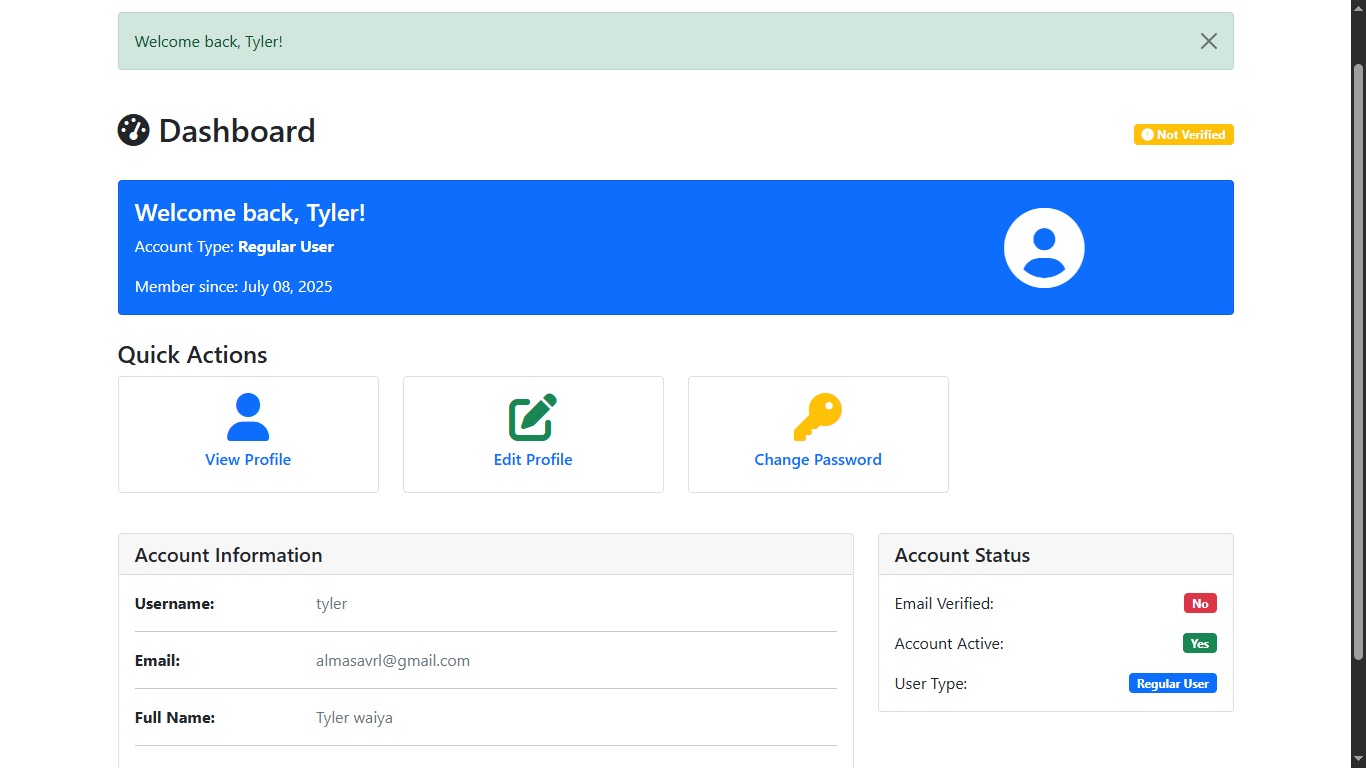 Welcome back, Tyler!
Dashboard
Not Verified
Welcome back, Tyler!
Account Type: Regular User
Member since: July 08, 2025
Quick Actions
View Profile
Edit Profile
Change Password
Account Information
Username: tyler
Email: almasavrl@gmail.com
Full Name: Tyler waiya
Account Status
Email Verified: No
Account Active: Yes
User Type: Regular User